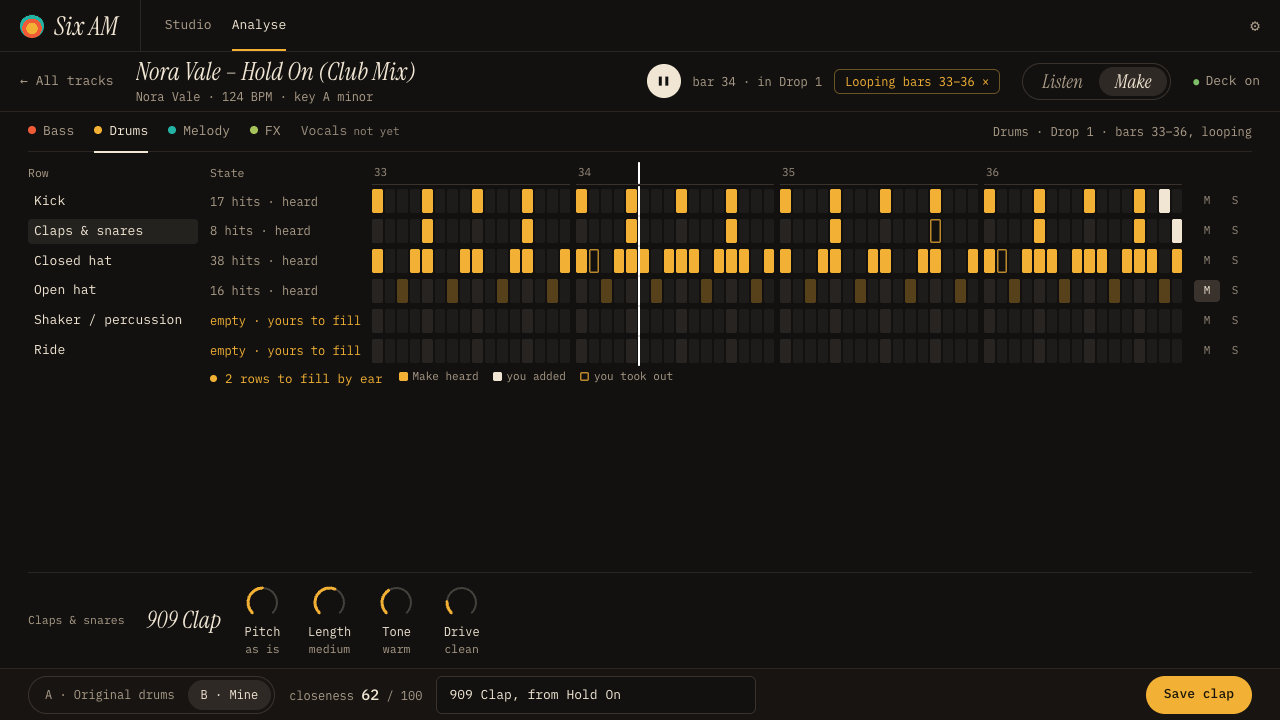 Six AM Studio Analyse
← All tracks Nora Vale – Hold On (Club Mix)
Nora Vale · 124 BPM · key A minor
bar 34 · in Drop 1 Looping bars 33–36 × Listen Make Deck on
Bass Drums Melody FX Vocals not yet Drums · Drop 1 · bars 33–36, looping
Row State 33 34 35 36
Kick 17 hits · heard M S
Claps & snares 8 hits · heard M S
Closed hat 38 hits · heard M S
Open hat 16 hits · heard M S
Shaker / percussion empty · yours to fill M S
Ride empty · yours to fill M S
2 rows to fill by ear Make heard you added you took out
Claps & snares 909 Clap
Pitch Length Tone Drive
as is medium warm clean
A · Original drums B · Mine closeness 62 / 100 909 Clap, from Hold On Save clap